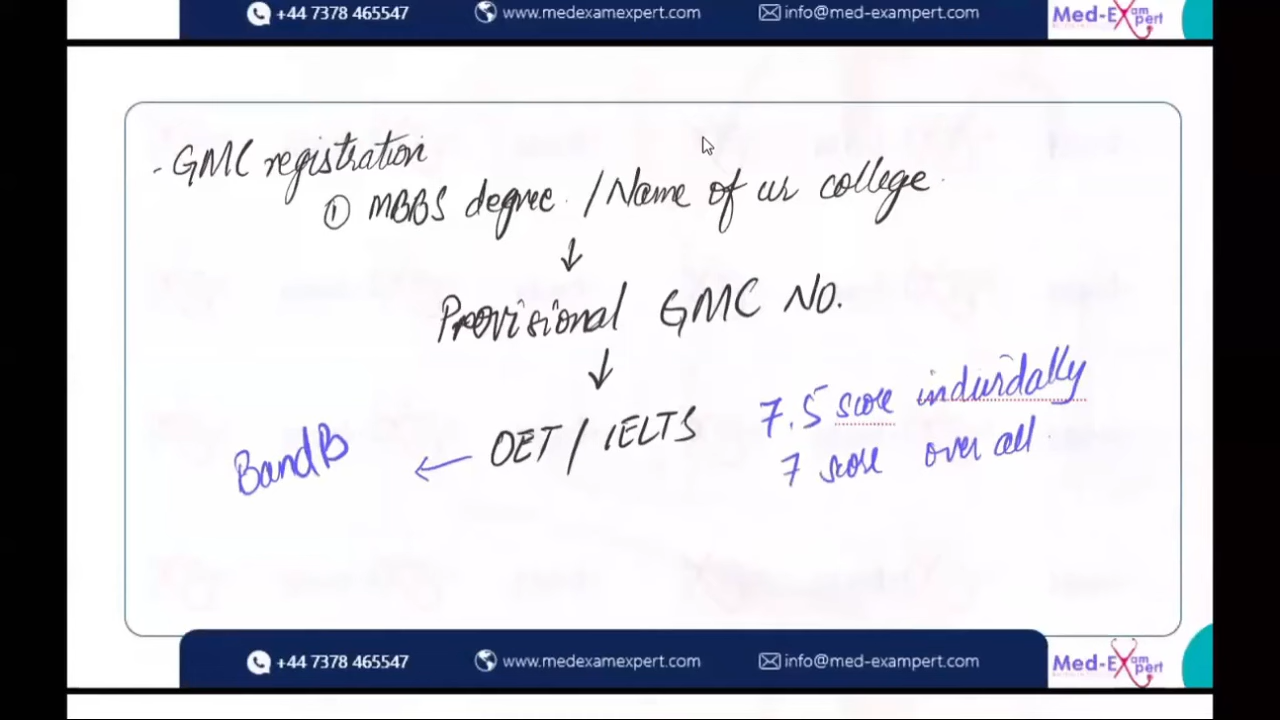 +44 7378 465547 www.medexamexpert.com info@med-exampert.com Med-Exampert
- GMC registration
① MBBS degree. / Name of ur college.
↓
Provisional GMC No.
↓
7.5 score indurdally
BandB ← OET / IELTS
7 score over all.
+44 7378 465547 www.medexamexpert.com info@med-exampert.com Med-Exampert